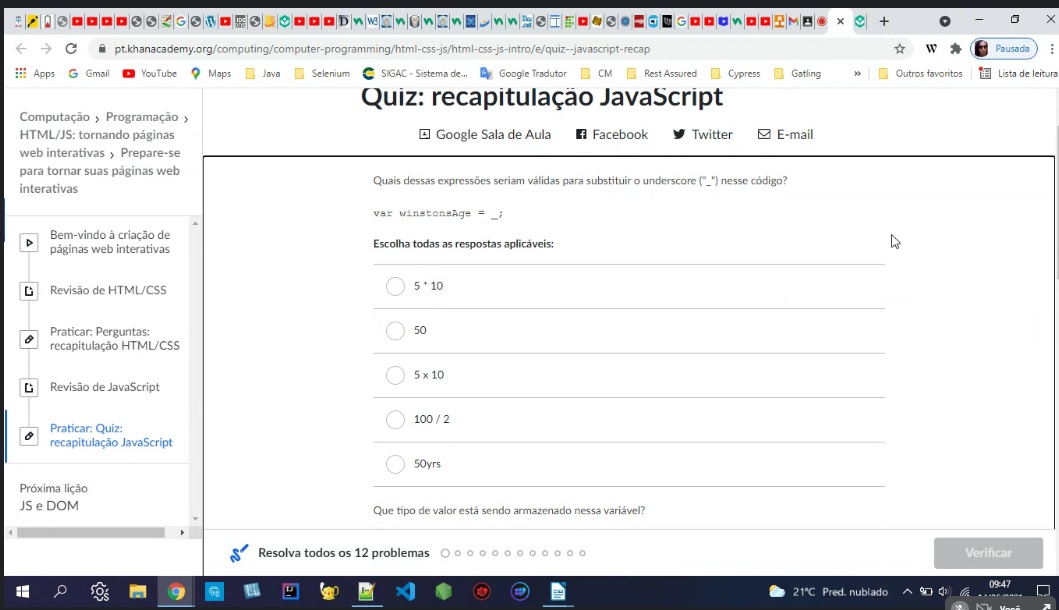 pt.khanacademy.org/computing/computer-programming/html-css-js/html-css-js-intro/e/quiz--javascript-recap
W
Pausada
Apps
Gmail
YouTube
Maps
Java
Selenium
SIGAC - Sistema de...
Google Tradutor
CM
Rest Assured
Cypress
Gatling
»
Outros favoritos
Lista de leitura
Computação › Programação ›
HTML/JS: tornando páginas
web interativas › Prepare-se
para tornar suas páginas web
interativas
Bem-vindo à criação de
páginas web interativas
Revisão de HTML/CSS
Praticar: Perguntas:
recapitulação HTML/CSS
Revisão de JavaScript
Praticar: Quiz:
recapitulação JavaScript
Próxima lição
JS e DOM
Quiz: recapitulação JavaScript
Google Sala de Aula
Facebook
Twitter
E-mail
Quais dessas expressões seriam válidas para substituir o underscore ("_") nesse código?
var winstonsAge = _;
Escolha todas as respostas aplicáveis:
5 * 10
50
5 x 10
100 / 2
50yrs
Que tipo de valor está sendo armazenado nessa variável?
Resolva todos os 12 problemas
Verificar
21°C Pred. nublado
09:47
Você